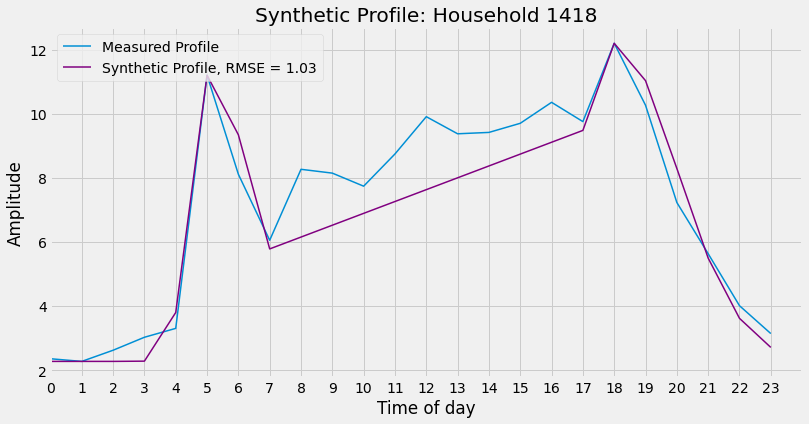 Synthetic Profile: Household 1418
Measured Profile
Synthetic Profile, RMSE = 1.03
Amplitude
12
10
8
6
4
2
0 1 2 3 4 5 6 7 8 9 10 11 12 13 14 15 16 17 18 19 20 21 22 23
Time of day